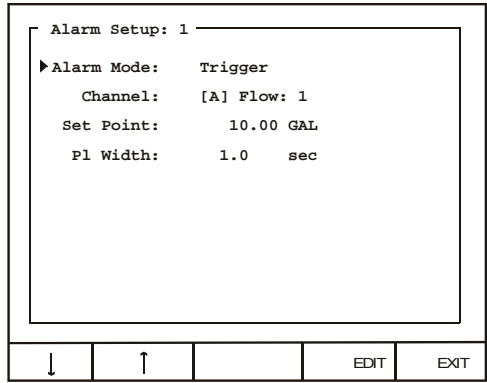 Alarm Setup: 1
Alarm Mode: Trigger
Channel: [A] Flow: 1
Set Point: 10.00 GAL
Pl Width: 1.0 sec
↓ ↑ EDIT EXIT